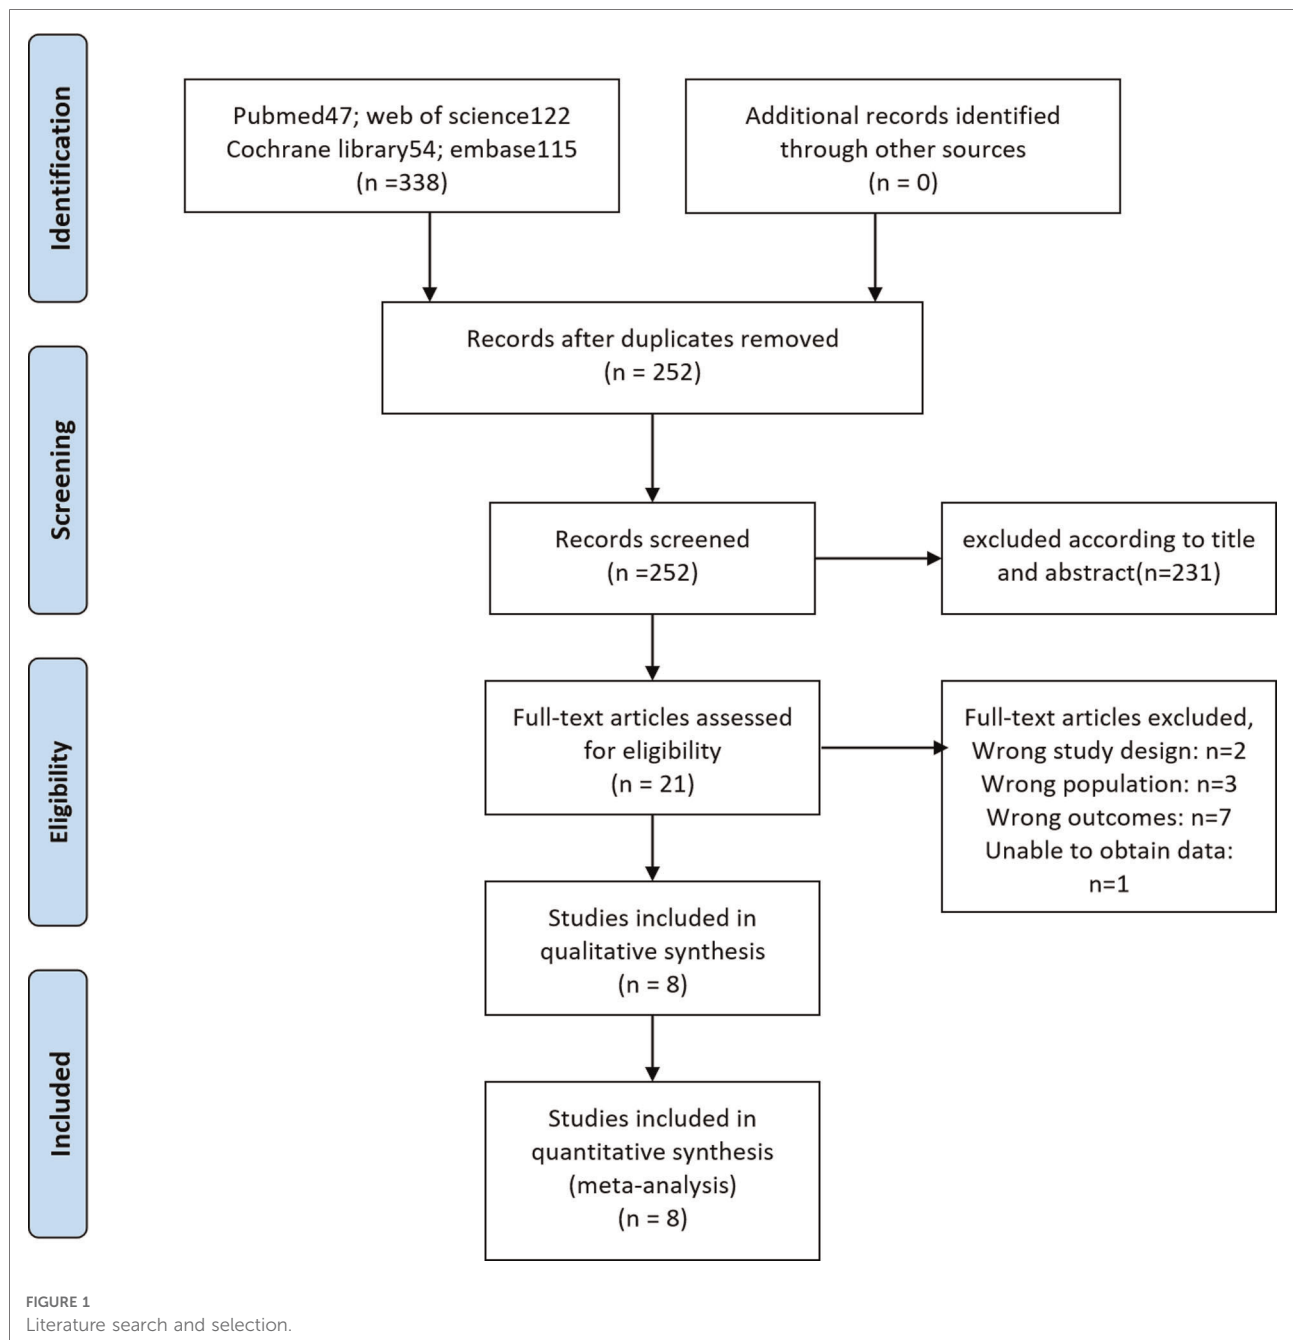 Identification
Pubmed47; web of science122
Cochrane library54; embase115
(n =338)
Additional records identified
through other sources
(n = 0)
Records after duplicates removed
(n = 252)
Screening
Records screened
(n =252)
excluded according to title
and abstract(n=231)
Eligibility
Full-text articles assessed
for eligibility
(n = 21)
Full-text articles excluded,
Wrong study design: n=2
Wrong population: n=3
Wrong outcomes: n=7
Unable to obtain data:
n=1
Studies included in
qualitative synthesis
(n = 8)
Included
Studies included in
quantitative synthesis
(meta-analysis)
(n = 8)
FIGURE 1
Literature search and selection.